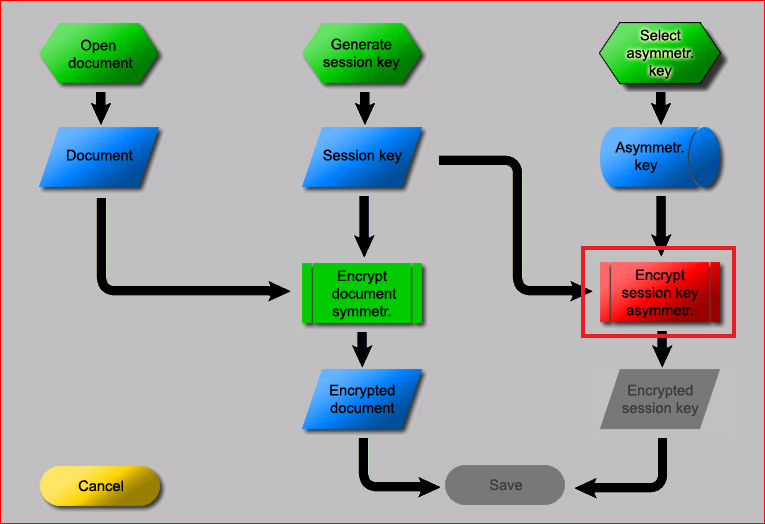 Open
document
Generate
session key
Select
asymmetr.
key
Document
Session key
Asymmetr.
key
Encrypt
document
symmetr.
Encrypt
session key
asymmetr.
Encrypted
document
Encrypted
session key
Cancel
Save